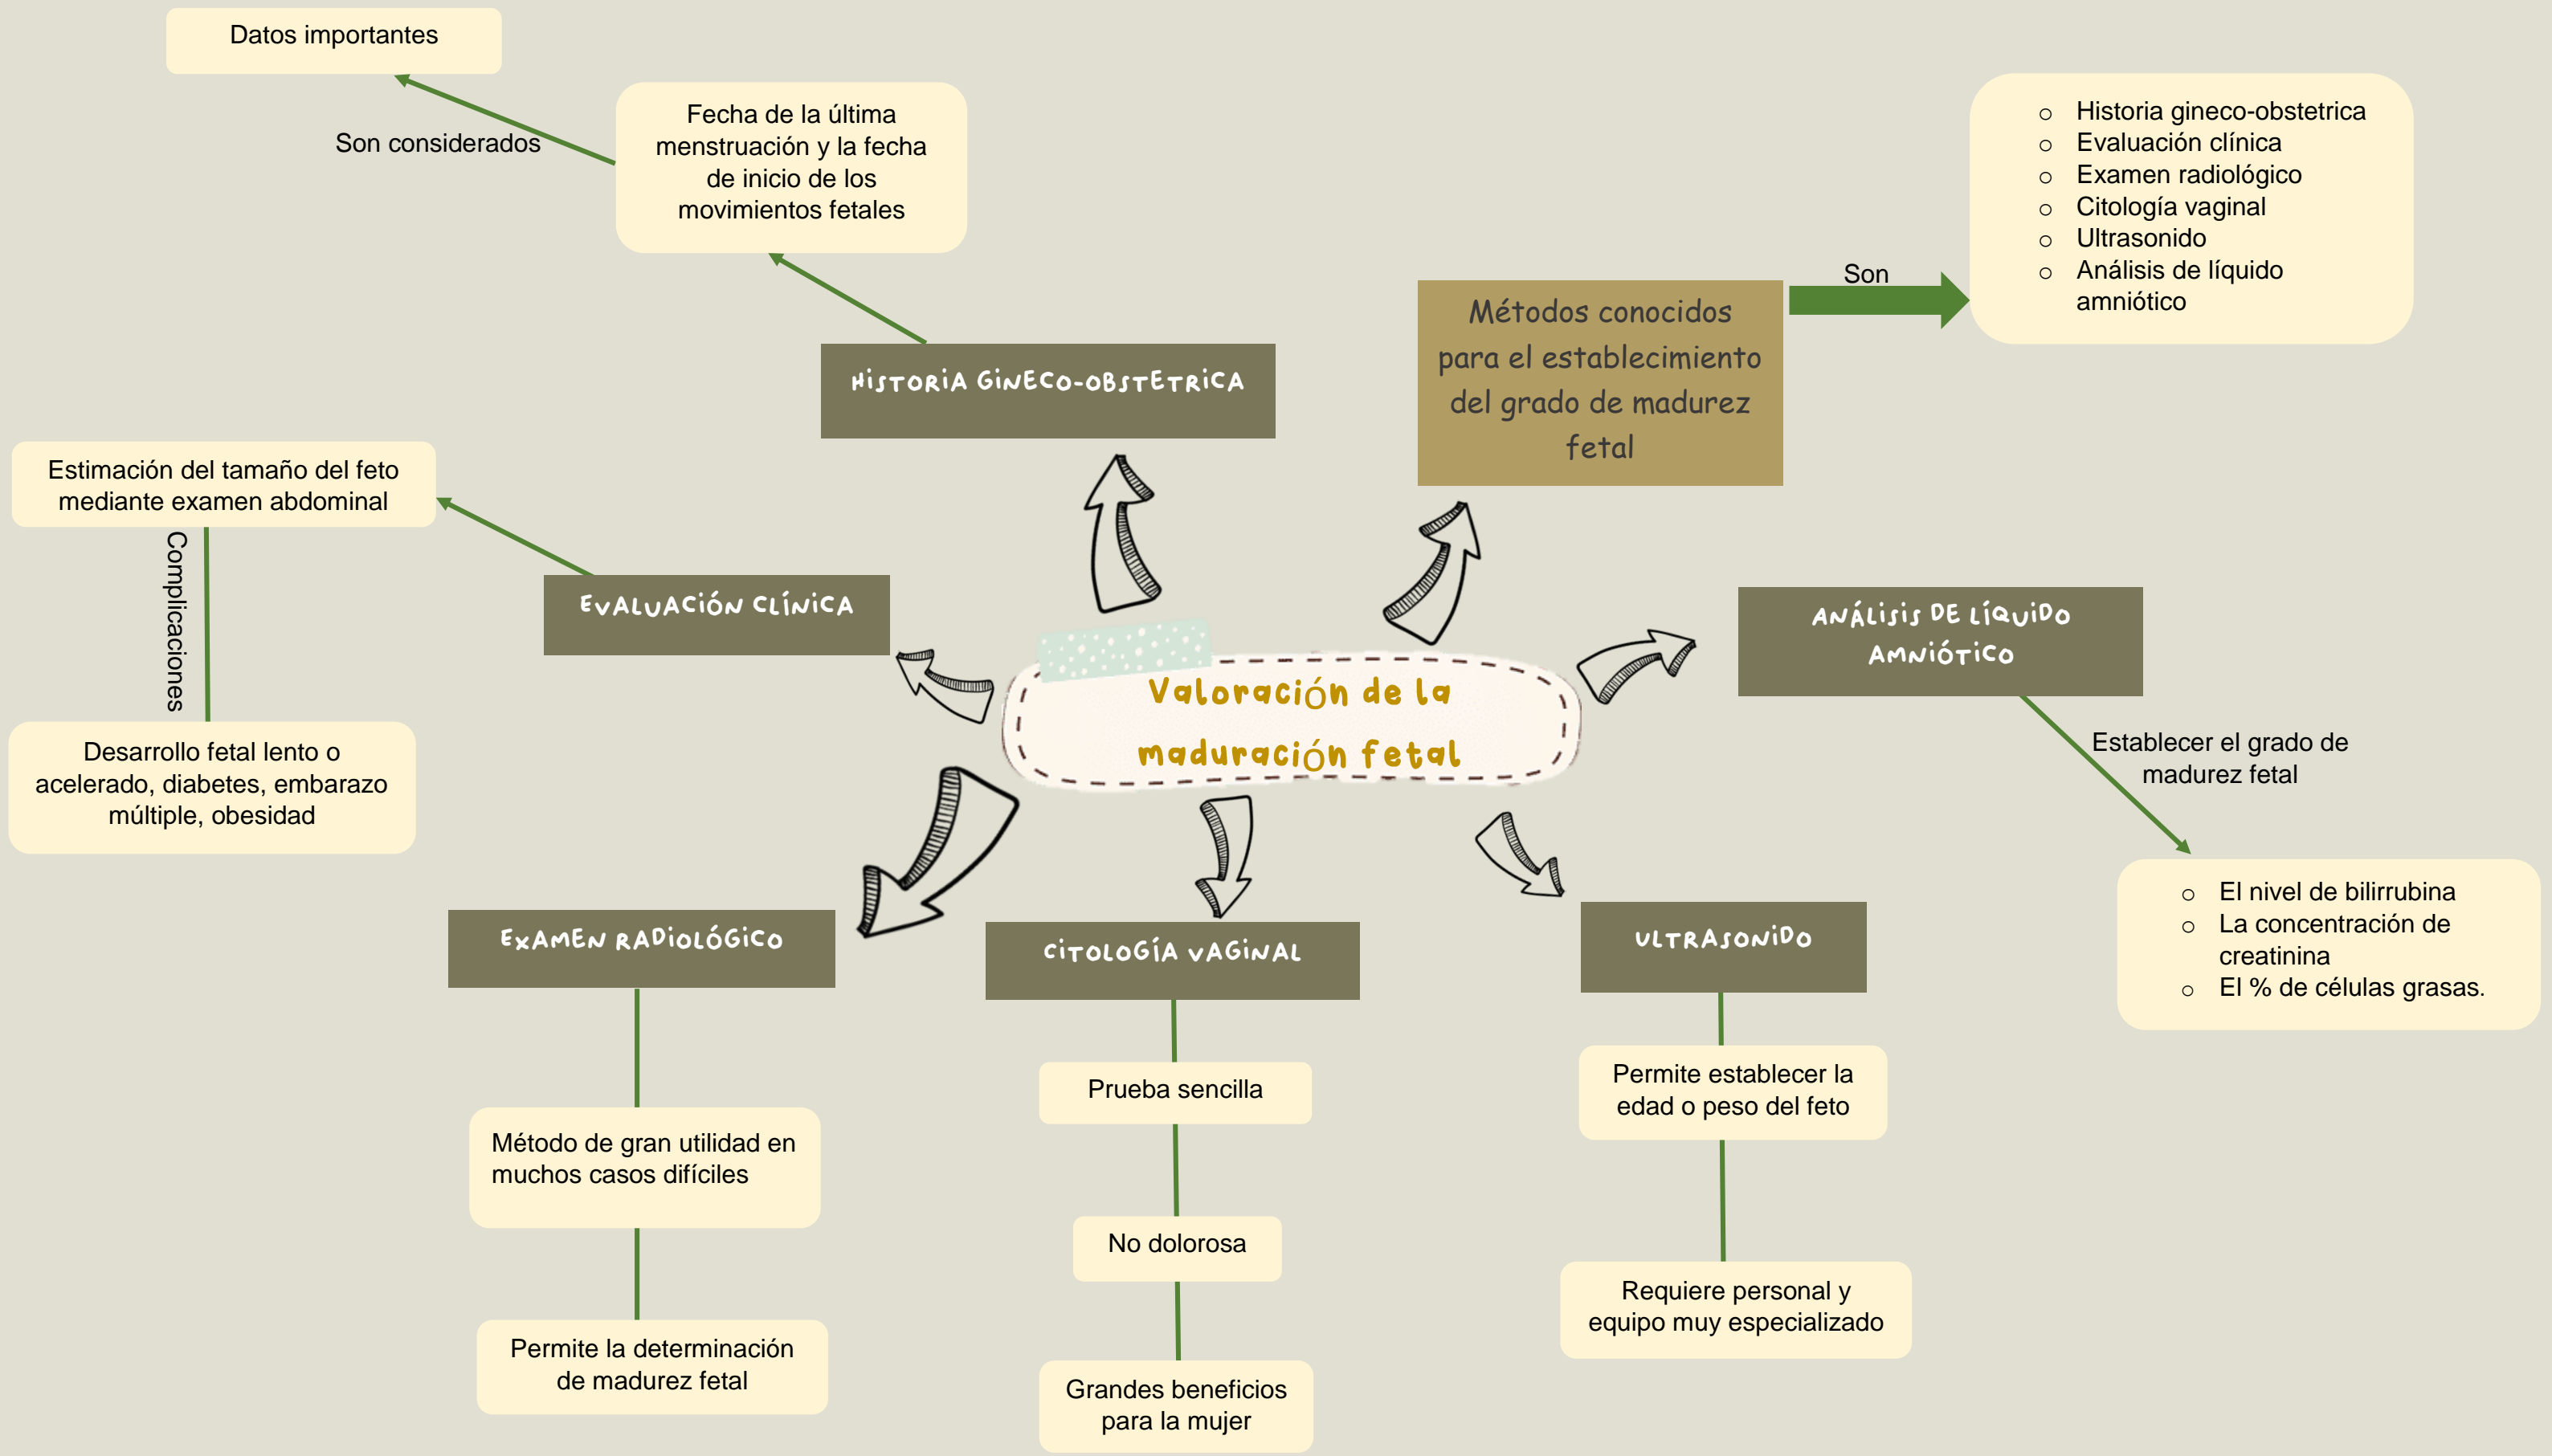 Datos importantes
Son considerados
Fecha de la última
menstruación y la fecha
de inicio de los
movimientos fetales
HISTORIA GINECO-OBSTETRICA
Métodos conocidos
para el establecimiento
del grado de madurez
fetal
Son
o Historia gineco-obstetrica
o Evaluación clínica
o Examen radiológico
o Citología vaginal
o Ultrasonido
o Análisis de líquido
amniótico
Estimación del tamaño del feto
mediante examen abdominal
Complicaciones
Desarrollo fetal lento o
acelerado, diabetes, embarazo
múltiple, obesidad
EVALUACIÓN CLÍNICA
Valoración de la
maduración fetal
ANÁLISIS DE LÍQUIDO
AMNIÓTICO
Establecer el grado de
madurez fetal
o El nivel de bilirrubina
o La concentración de
creatinina
o El % de células grasas.
EXAMEN RADIOLÓGICO
Método de gran utilidad en
muchos casos difíciles
Permite la determinación
de madurez fetal
CITOLOGÍA VAGINAL
Prueba sencilla
No dolorosa
Grandes beneficios
para la mujer
ULTRASONIDO
Permite establecer la
edad o peso del feto
Requiere personal y
equipo muy especializado